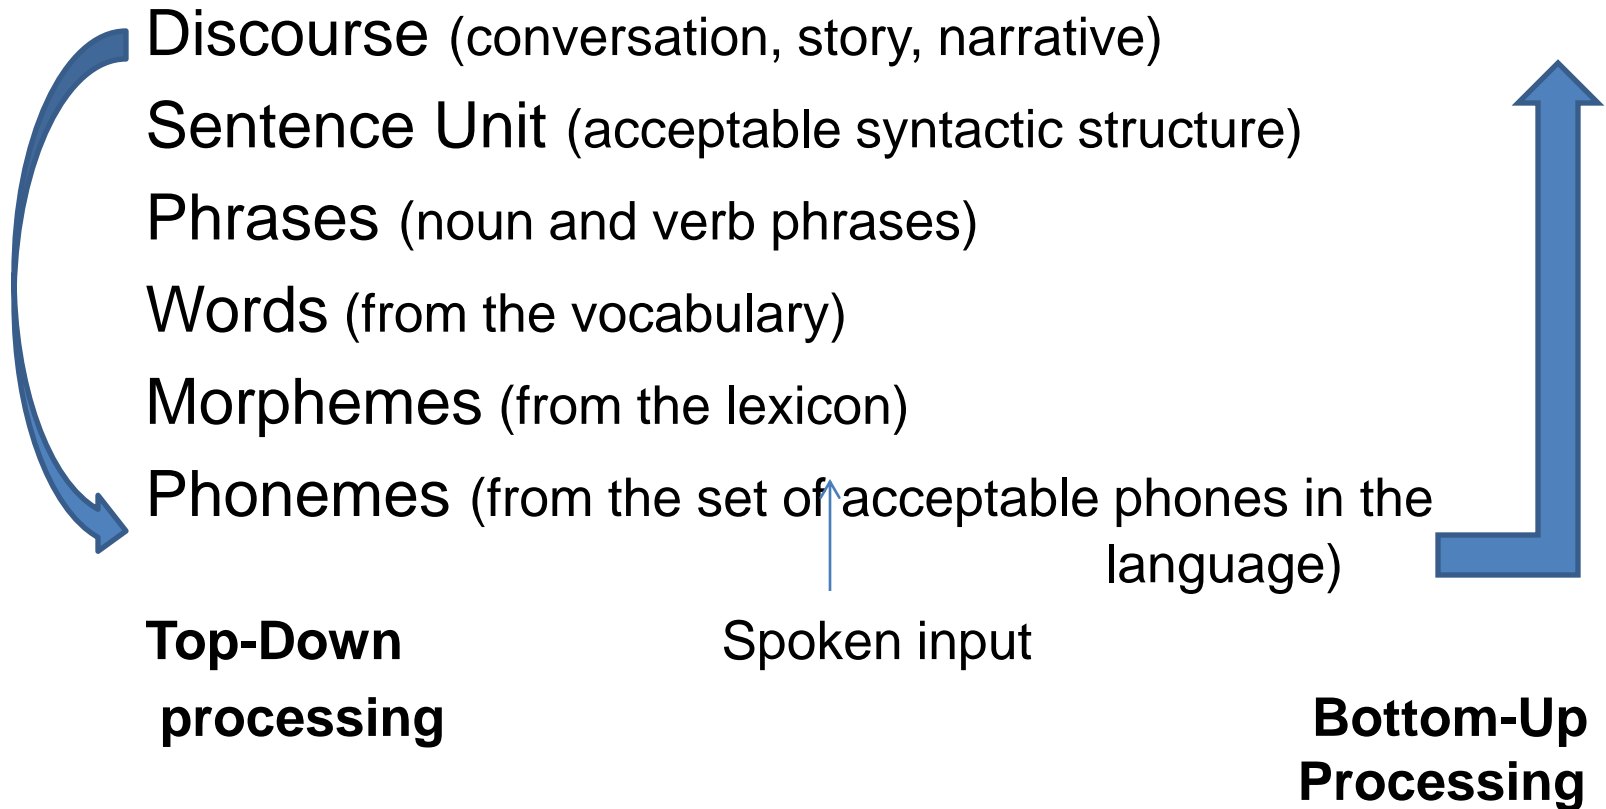 Discourse (conversation, story, narrative)
Sentence Unit (acceptable syntactic structure)
Phrases (noun and verb phrases)
Words (from the vocabulary)
Morphemes (from the lexicon)
Phonemes (from the set of acceptable phones in the
language)
Top-Down
processing
Spoken input
Bottom-Up
Processing